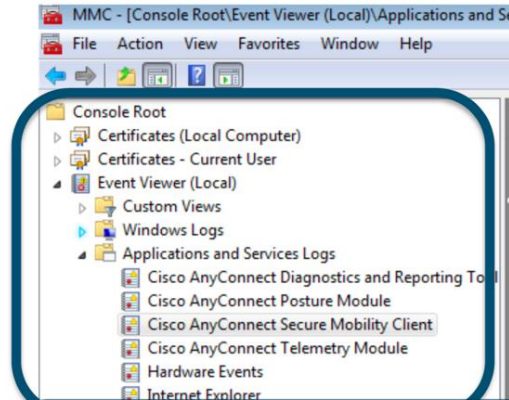 MMC - [Console Root\Event Viewer (Local)\Applications and Se
File Action View Favorites Window Help
Console Root
Certificates (Local Computer)
Certificates - Current User
Event Viewer (Local)
Custom Views
Windows Logs
Applications and Services Logs
Cisco AnyConnect Diagnostics and Reporting Tool
Cisco AnyConnect Posture Module
Cisco AnyConnect Secure Mobility Client
Cisco AnyConnect Telemetry Module
Hardware Events
Internet Explorer